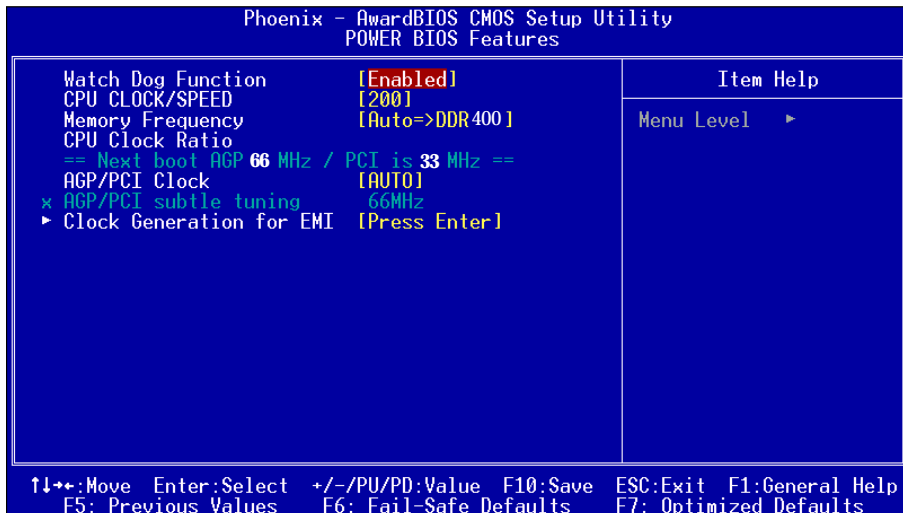 Phoenix - AwardBIOS CMOS Setup Utility
POWER BIOS Features
Watch Dog Function [Enabled]
CPU CLOCK/SPEED [200]
Memory Frequency [Auto=>DDR400]
CPU Clock Ratio
== Next boot AGP 66 MHz / PCI is 33 MHz ==
AGP/PCI Clock [AUTO]
x AGP/PCI subtle tuning 66MHz
► Clock Generation for EMI [Press Enter]
Item Help
Menu Level ►
↑↓→←:Move Enter:Select +/-/PU/PD:Value F10:Save ESC:Exit F1:General Help
F5: Previous Values F6: Fail-Safe Defaults F7: Optimized Defaults